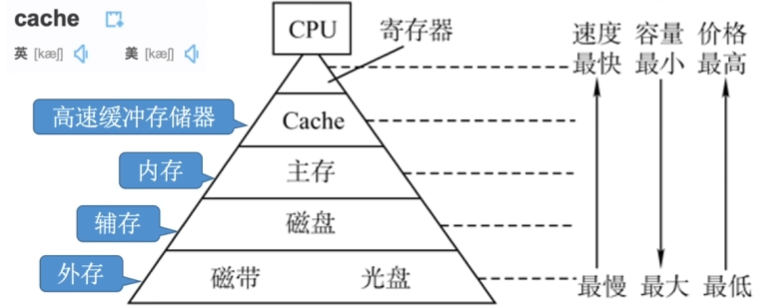 cache
英 [kæʃ] 美 [kæʃ]
CPU
寄存器
速度 容量 价格
最快 最小 最高
高速缓冲存储器
Cache
内存
主存
辅存
磁盘
外存
磁带 光盘
最慢 最大 最低